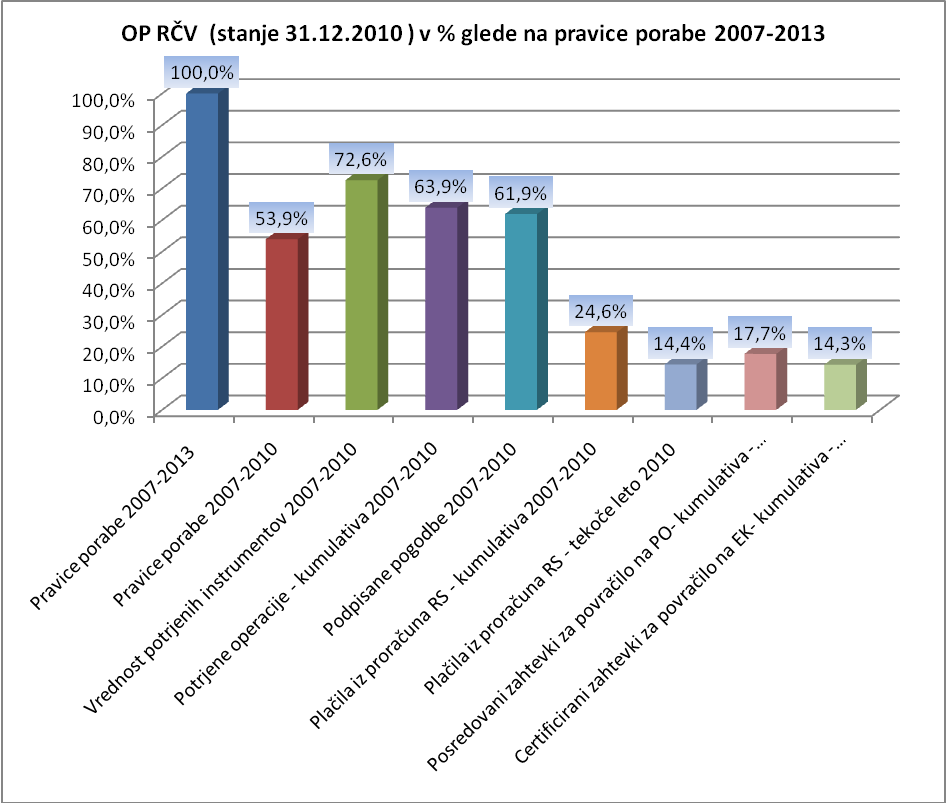 OP RČV (stanje 31.12.2010 ) v % glede na pravice porabe 2007-2013
100,0%
90,0%
80,0%
70,0%
60,0%
50,0%
40,0%
30,0%
20,0%
10,0%
0,0%
100,0%
53,9%
72,6%
63,9%
61,9%
24,6%
14,4%
17,7%
14,3%
Pravice porabe 2007-2013
Pravice porabe 2007-2010
Vrednost potrjenih instrumentov 2007-2010
Potrjene operacije - kumulativa 2007-2010
Podpisane pogodbe 2007-2010
Plačila iz proračuna RS - kumulativa 2007-2010
Plačila iz proračuna RS - tekoče leto 2010
Posredovani zahtevki za povračilo na PO- kumulativa -...
Certificirani zahtevki za povračilo na EK- kumulativa -...